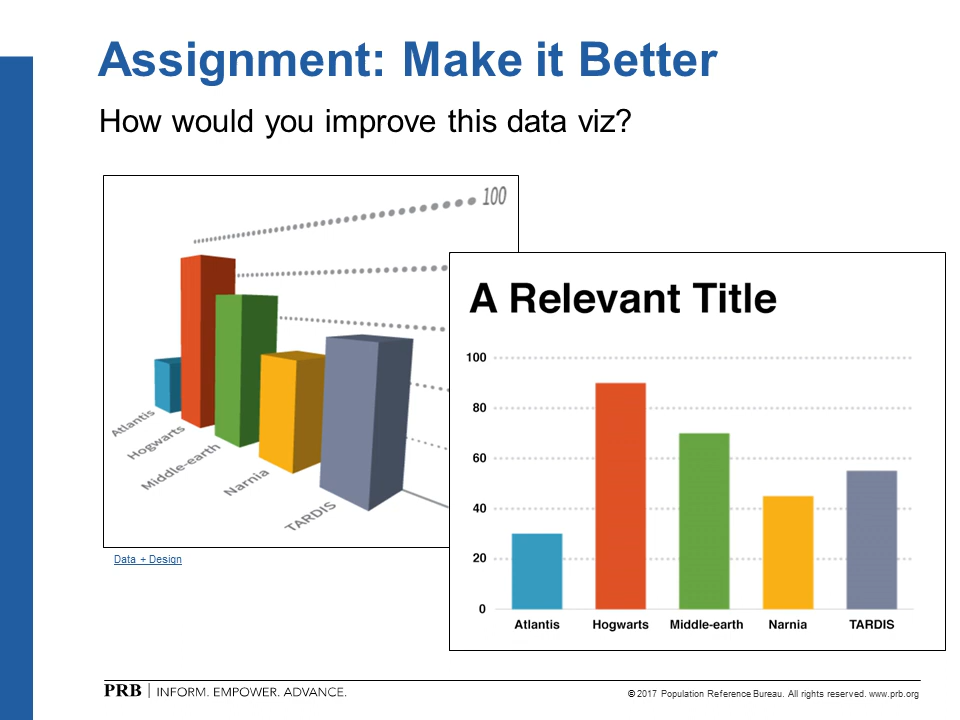 Assignment: Make it Better
How would you improve this data viz?
100
Atlantis
Hogwarts
Middle-earth
Narnia
TARDIS
Data + Design
A Relevant Title
100
80
60
40
20
0
Atlantis Hogwarts Middle-earth Narnia TARDIS
PRB | INFORM. EMPOWER. ADVANCE.
© 2017 Population Reference Bureau. All rights reserved. www.prb.org